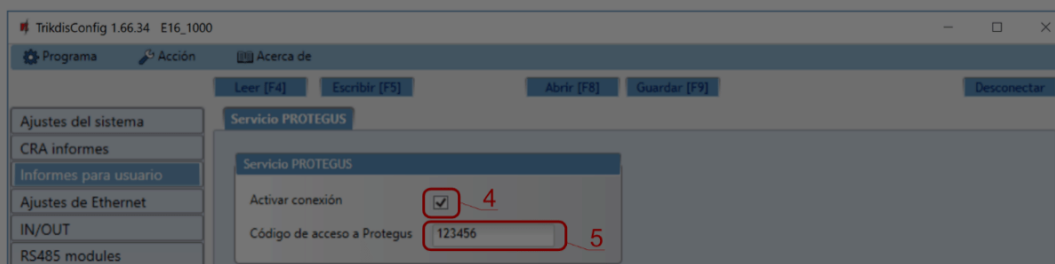 TrikdisConfig 1.66.34 E16_1000
Programa Acción Acerca de
Leer [F4] Escribir [F5] Abrir [F8] Guardar [F9] Desconectar
Ajustes del sistema
CRA informes
Informes para usuario
Ajustes de Ethernet
IN/OUT
RS485 modules
Servicio PROTEGUS
Servicio PROTEGUS
Activar conexión 4
Código de acceso a Protegus 123456 5